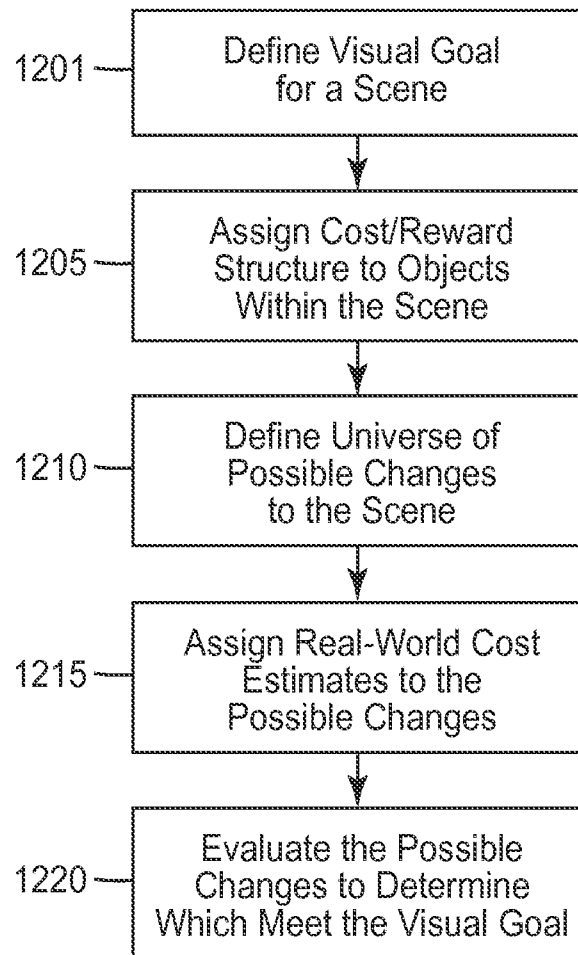 1201
Define Visual Goal
for a Scene
1205
Assign Cost/Reward
Structure to Objects
Within the Scene
1210
Define Universe of
Possible Changes
to the Scene
1215
Assign Real-World Cost
Estimates to the
Possible Changes
1220
Evaluate the Possible
Changes to Determine
Which Meet the Visual Goal